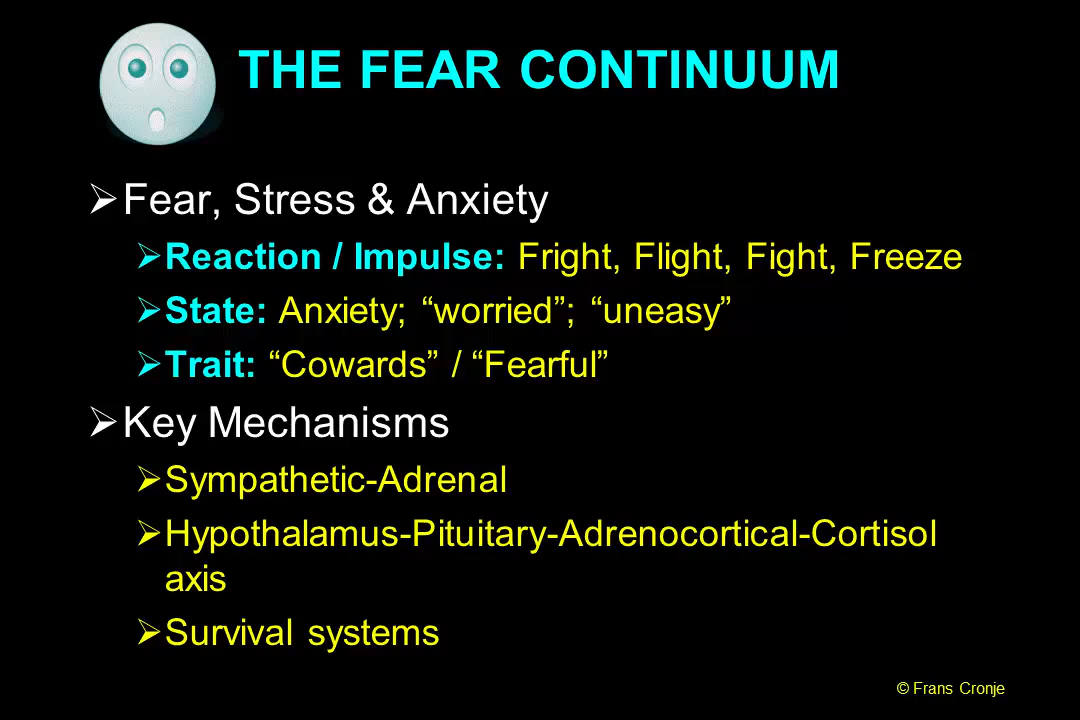 THE FEAR CONTINUUM
➢Fear, Stress & Anxiety
➢Reaction / Impulse: Fright, Flight, Fight, Freeze
➢State: Anxiety; “worried”; “uneasy”
➢Trait: “Cowards” / “Fearful”
➢Key Mechanisms
➢Sympathetic-Adrenal
➢Hypothalamus-Pituitary-Adrenocortical-Cortisol
axis
➢Survival systems
© Frans Cronje